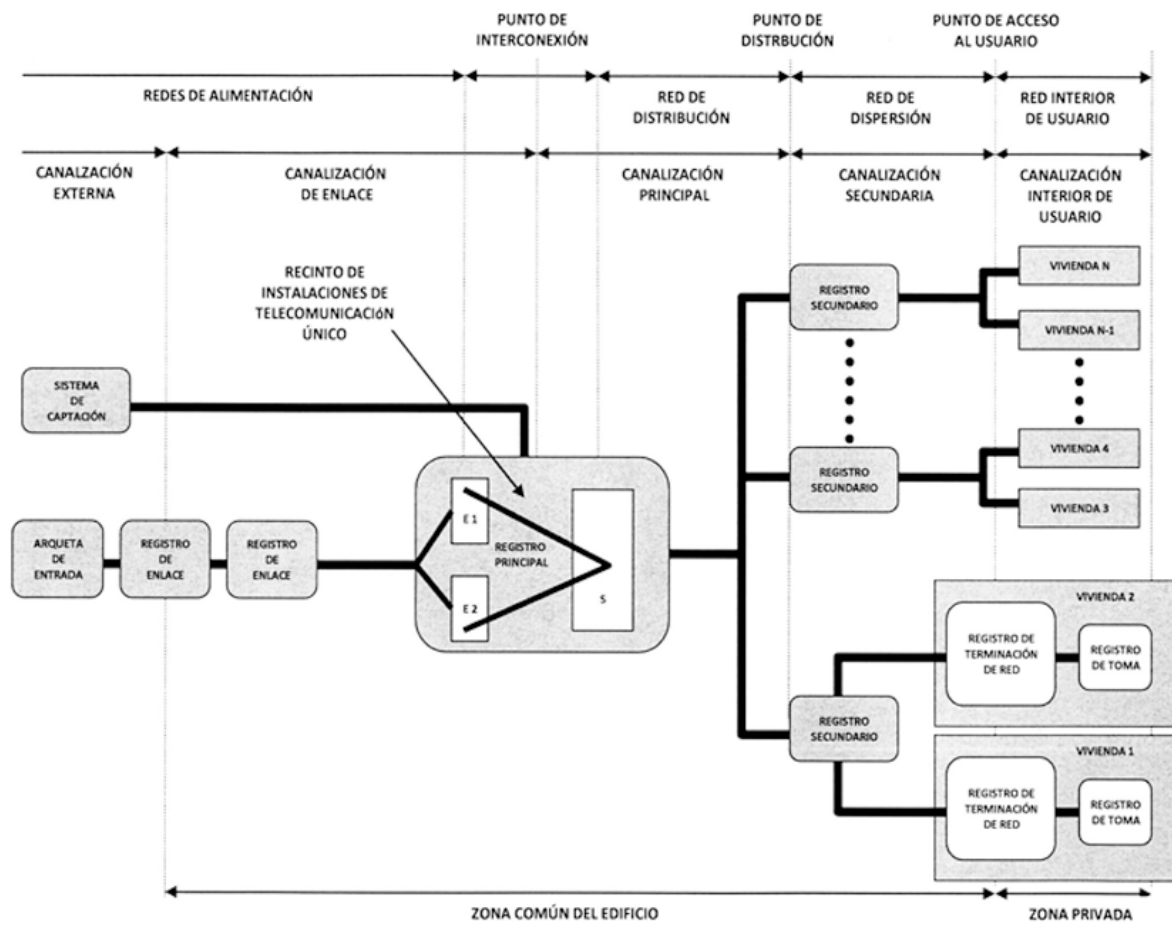 PUNTO DE
INTERCONEXIÓN
PUNTO DE
DISTRBUCIÓN
PUNTO DE ACCESO
AL USUARIO
REDES DE ALIMENTACIÓN
RED DE
DISTRIBUCIÓN
RED DE
DISPERSIÓN
RED INTERIOR
DE USUARIO
CANALZACIÓN
EXTERNA
CANALIZACIÓN
DE ENLACE
CANALIZACIÓN
PRINCIPAL
CANALIZACIÓN
SECUNDARIA
CANALIZACIÓN
INTERIOR DE
USUARIO
RECINTO DE
INSTALACIONES DE
TELECOMUNICACIÓN
ÚNICO
SISTEMA
DE
CAPTACIÓN
REGISTRO
SECUNDARIO
VIVIENDA N
VIVIENDA N-1
REGISTRO
SECUNDARIO
VIVIENDA 4
VIVIENDA 3
ARQUETA
DE
ENTRADA
REGISTRO
DE
ENLACE
REGISTRO
DE
ENLACE
E 1
REGISTRO
PRINCIPAL
E 2
S
REGISTRO
SECUNDARIO
VIVIENDA 2
REGISTRO DE
TERMINACIÓN
DE RED
REGISTRO
DE TOMA
VIVIENDA 1
REGISTRO DE
TERMINACIÓN
DE RED
REGISTRO
DE TOMA
ZONA COMÚN DEL EDIFICIO
ZONA PRIVADA